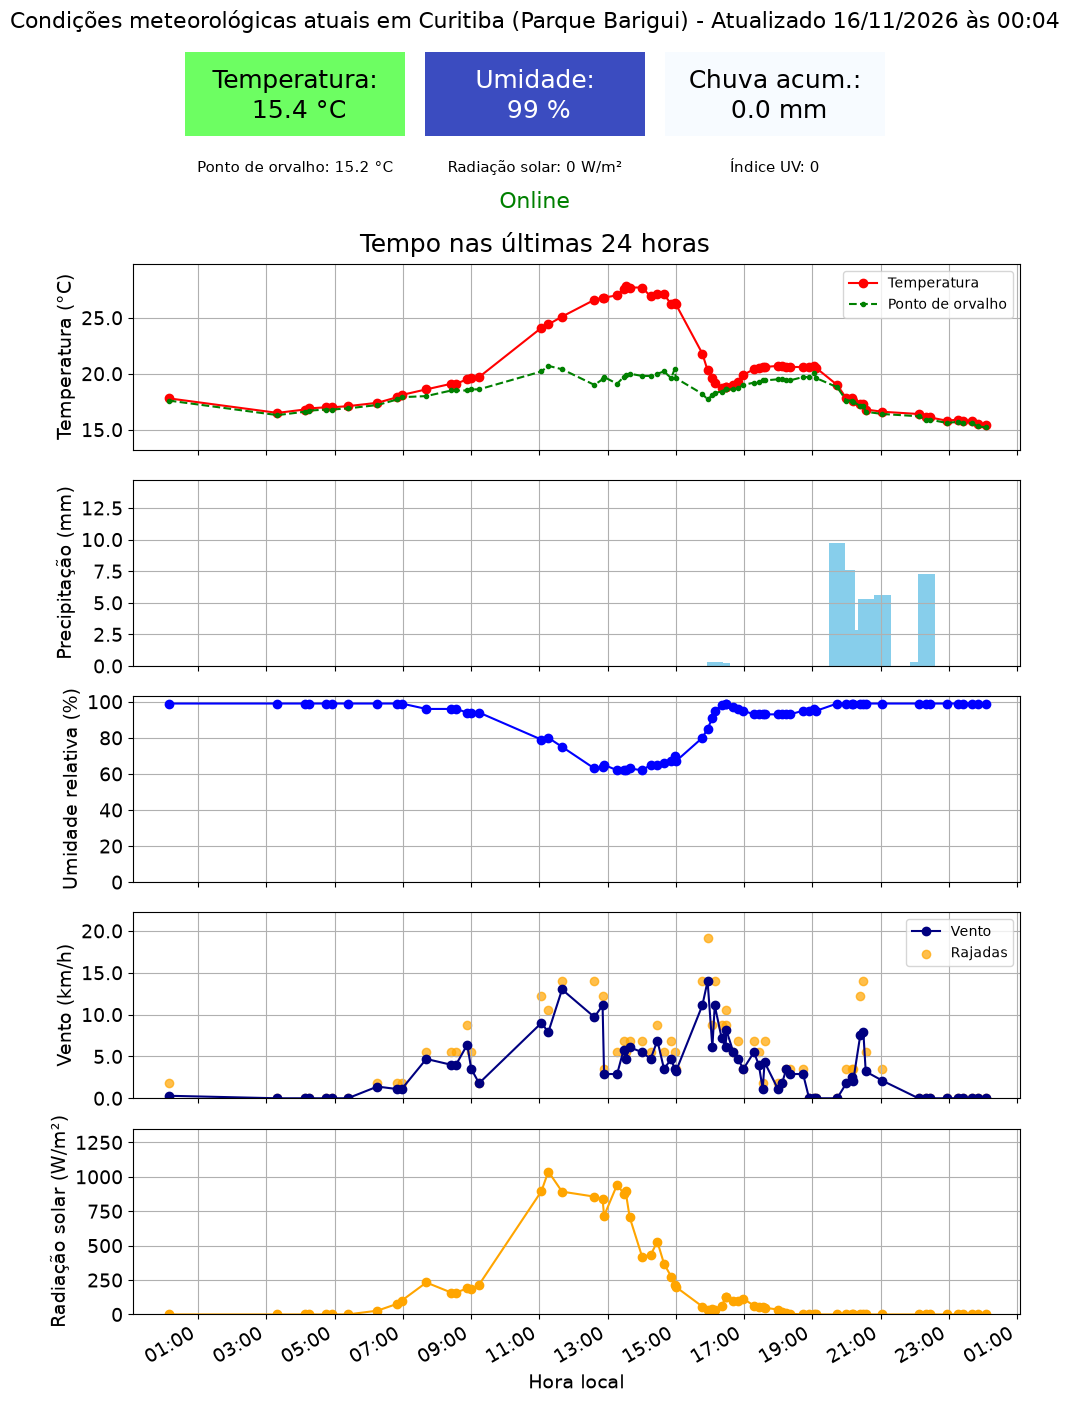 Condições meteorológicas atuais em Curitiba (Parque Barigui) - Atualizado 16/11/2026 às 00:04
Temperatura:
15.4 °C
Umidade:
99 %
Chuva acum.:
0.0 mm
Ponto de orvalho: 15.2 °C
Radiação solar: 0 W/m²
Índice UV: 0
Online
Tempo nas últimas 24 horas
Temperatura (°C)
25.0
20.0
15.0
Temperatura
Ponto de orvalho
Precipitação (mm)
12.5
10.0
7.5
5.0
2.5
0.0
Umidade relativa (%)
100
80
60
40
20
0
Vento (km/h)
20.0
15.0
10.0
5.0
0.0
Vento
Rajadas
Radiação solar (W/m²)
1250
1000
750
500
250
0
01:00 03:00 05:00 07:00 09:00 11:00 13:00 15:00 17:00 19:00 21:00 23:00 01:00
Hora local